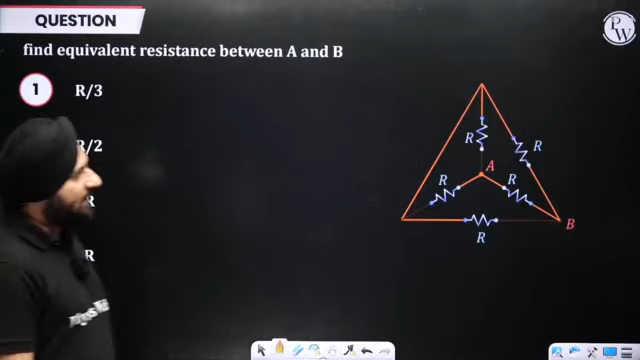 QUESTION
P
W
find equivalent resistance between A and B
1 R/3
R/2
R
R
R
R
A
R
R
B
R